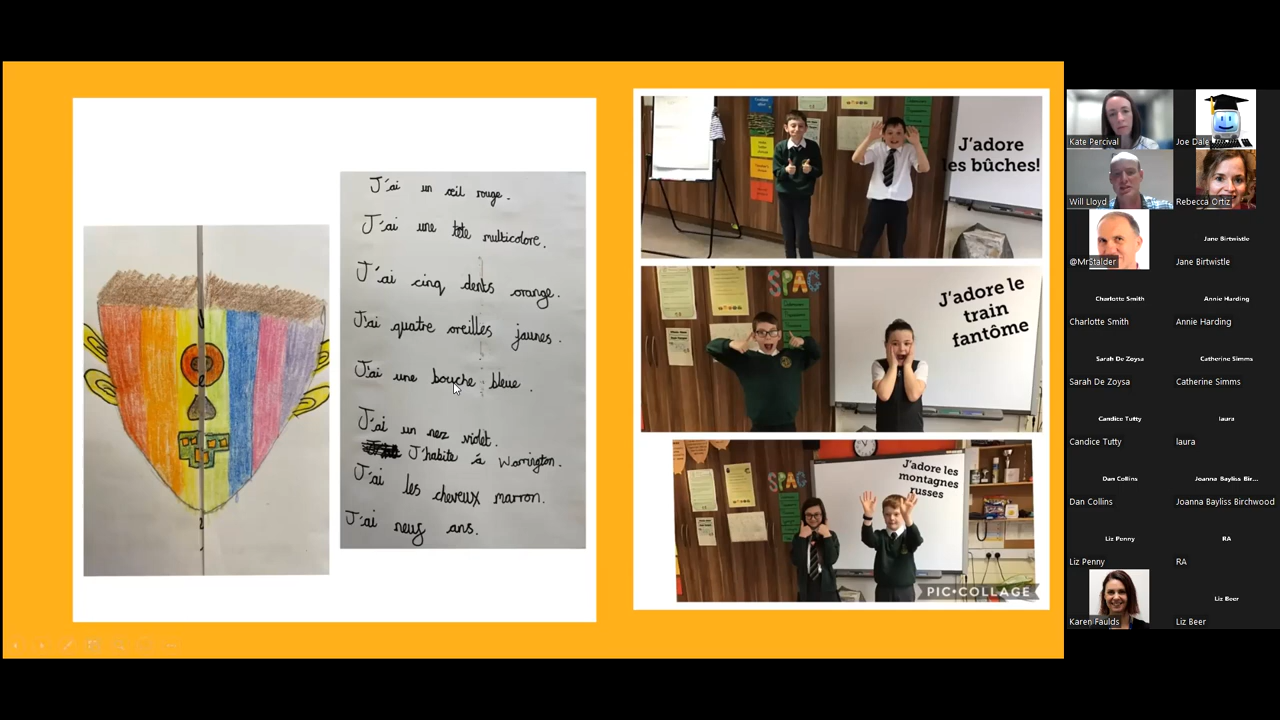 J'ai un œil rouge.
J'ai une tête multicolore.
J'ai cinq dents orange.
J'ai quatre oreilles jaunes.
J'ai une bouche bleue.
J'ai un nez violet.
J'habite à Warrington.
J'ai les cheveux marron.
J'ai neuf ans.
J'adore
les bûches!
SPAG
J'adore le
train
fantôme
SPAG
J'adore les
montagnes
russes
PIC•COLLAGE
Kate Percival
Joe Dale
Will Lloyd
Rebecca Ortiz
@MrStalder
Jane Birtwistle
Jane Birtwistle
Charlotte Smith
Annie Harding
Charlotte Smith
Annie Harding
Sarah De Zoysa
Catherine Simms
Sarah De Zoysa
Catherine Simms
Candice Tutty
laura
Candice Tutty
laura
Dan Collins
Joanna Bayliss Bir...
Dan Collins
Joanna Bayliss Birchwood
Liz Penny
RA
Liz Penny
RA
Karen Faulds
Liz Beer
Liz Beer